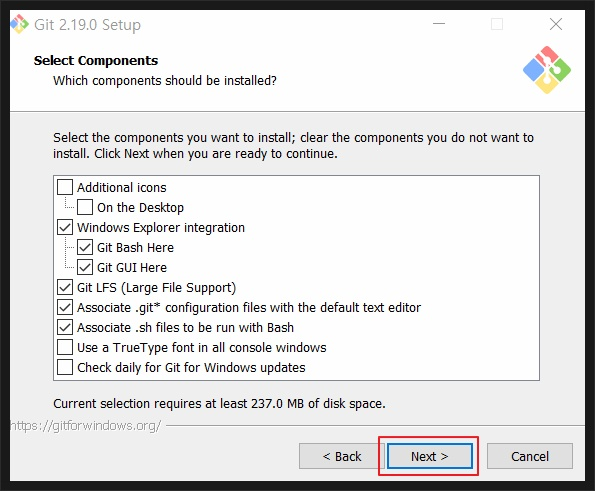 Git 2.19.0 Setup
Select Components
Which components should be installed?
Select the components you want to install; clear the components you do not want to
install. Click Next when you are ready to continue.
Additional icons
On the Desktop
Windows Explorer integration
Git Bash Here
Git GUI Here
Git LFS (Large File Support)
Associate .git* configuration files with the default text editor
Associate .sh files to be run with Bash
Use a TrueType font in all console windows
Check daily for Git for Windows updates
Current selection requires at least 237.0 MB of disk space.
https://gitforwindows.org/
< Back
Next >
Cancel